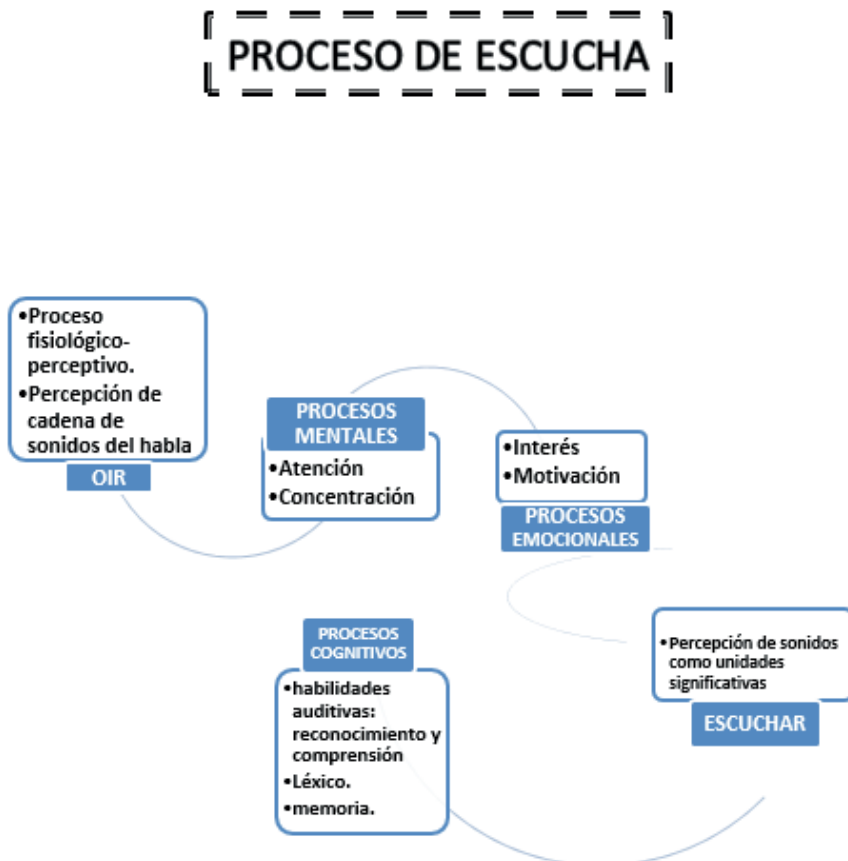 PROCESO DE ESCUCHA
•Proceso
fisiológico-
perceptivo.
•Percepción de
cadena de
sonidos del habla
OIR
PROCESOS
MENTALES
•Atención
•Concentración
•Interés
•Motivación
PROCESOS
EMOCIONALES
PROCESOS
COGNITIVOS
•habilidades
auditivas:
reconocimiento y
comprensión
•Léxico.
•memoria.
•Percepción de sonidos
como unidades
significativas
ESCUCHAR